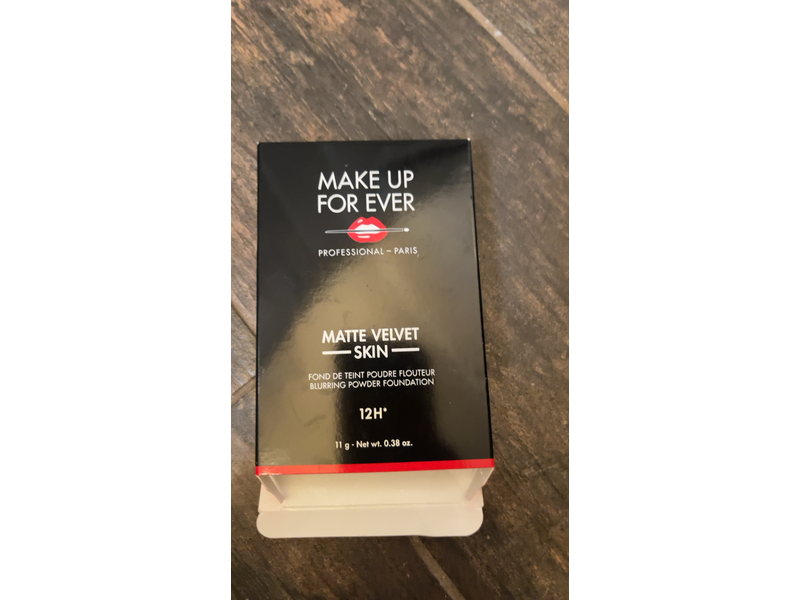 MAKE UP
FOR EVER
PROFESSIONAL – PARIS
MATTE VELVET
SKIN
FOND DE TEINT POUDRE FLOUTEUR
BLURRING POWDER FOUNDATION
12H*
11 g - Net wt. 0.38 oz.